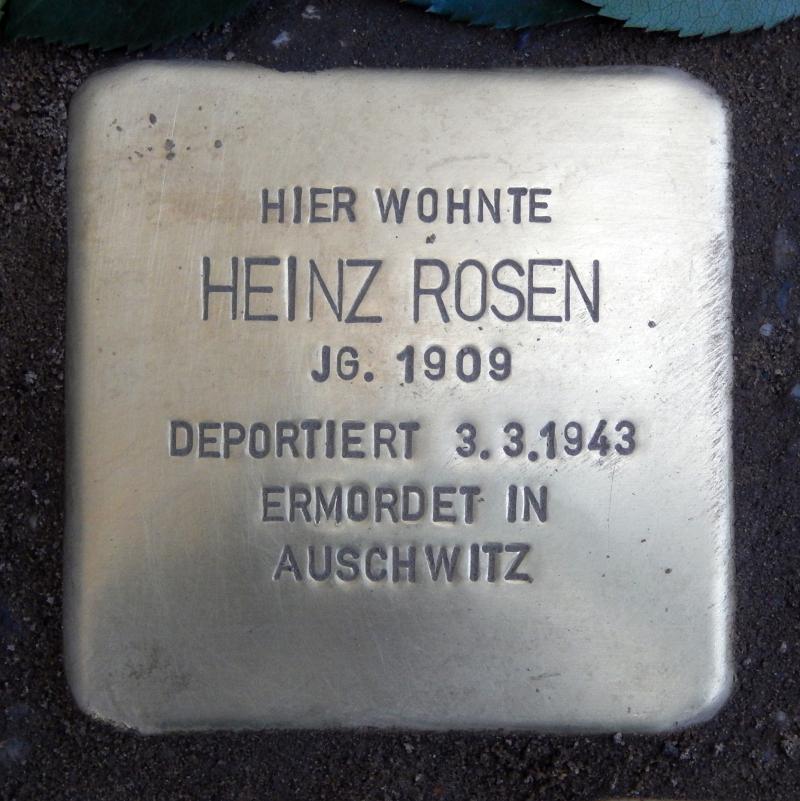 HIER WOHNTE
HEINZ ROSEN
JG. 1909
DEPORTIERT 3.3.1943
ERMORDET IN
AUSCHWITZ